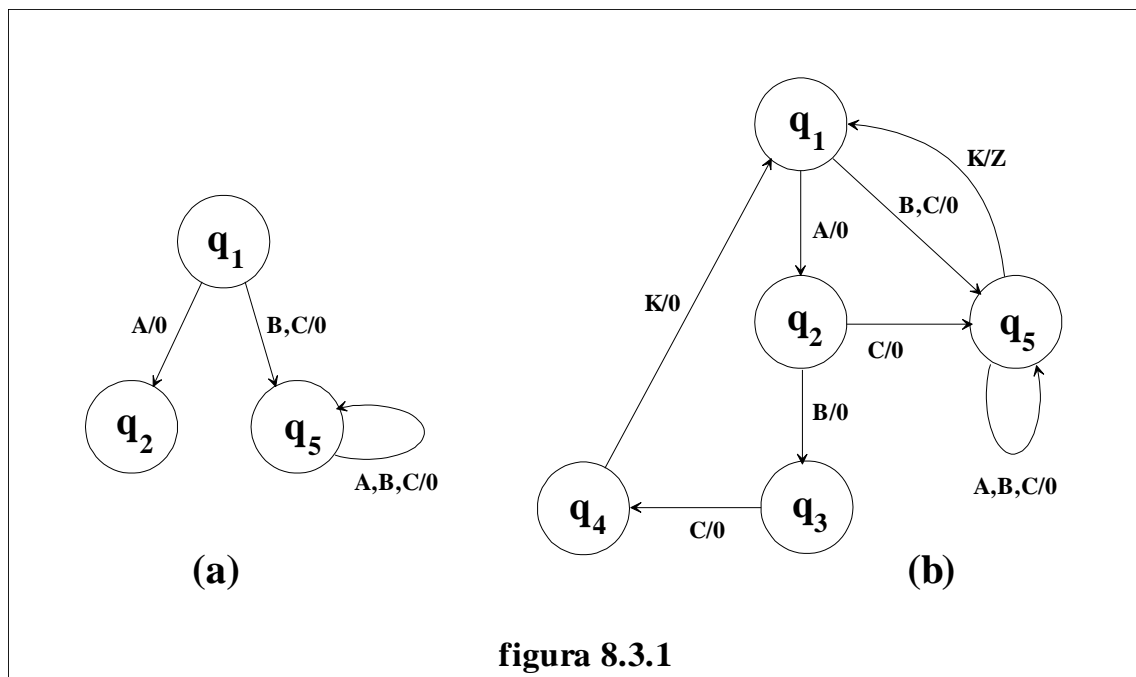 q1
A/0
B,C/0
q2
q5
A,B,C/0
(a)
q1
K/Z
B,C/0
A/0
K/0
q2
C/0
q5
B/0
A,B,C/0
q4
C/0
q3
(b)
figura 8.3.1